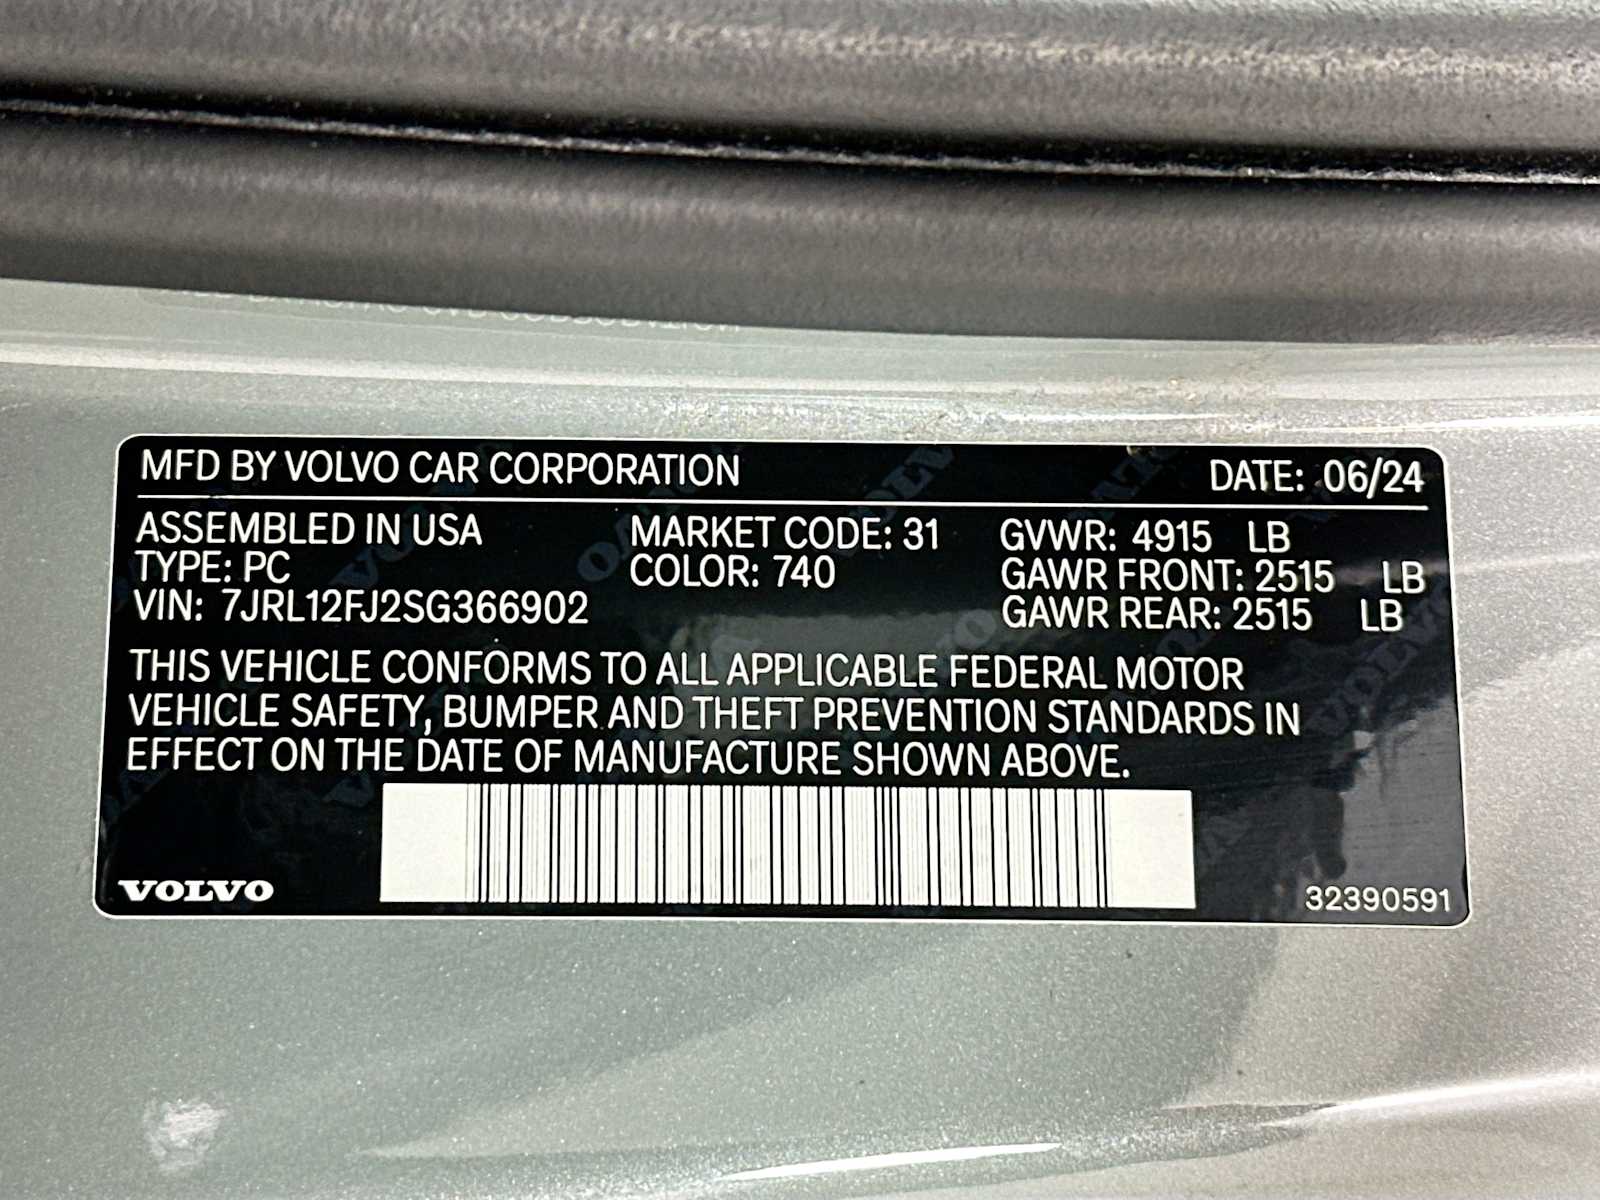 MFD BY VOLVO CAR CORPORATION DATE: 06/24
ASSEMBLED IN USA MARKET CODE: 31 GVWR: 4915 LB
TYPE: PC COLOR: 740 GAWR FRONT: 2515 LB
VIN: 7JRL12FJ2SG366902 GAWR REAR: 2515 LB
THIS VEHICLE CONFORMS TO ALL APPLICABLE FEDERAL MOTOR
VEHICLE SAFETY, BUMPER AND THEFT PREVENTION STANDARDS IN
EFFECT ON THE DATE OF MANUFACTURE SHOWN ABOVE.
VOLVO 32390591